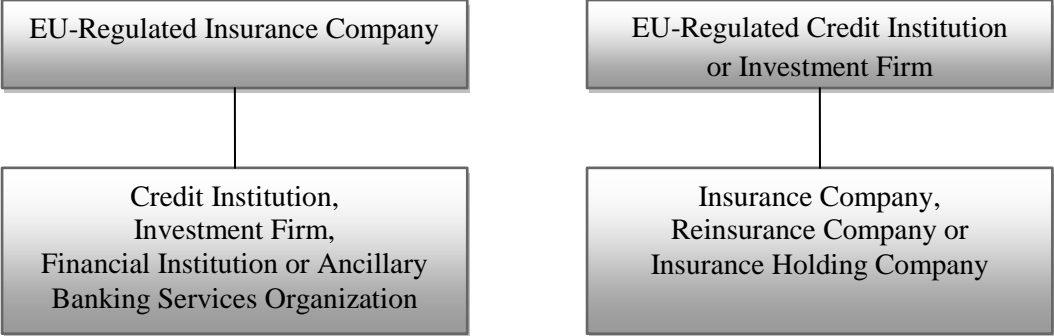 EU-Regulated Insurance Company
EU-Regulated Credit Institution
or Investment Firm
Credit Institution,
Investment Firm,
Financial Institution or Ancillary
Banking Services Organization
Insurance Company,
Reinsurance Company or
Insurance Holding Company